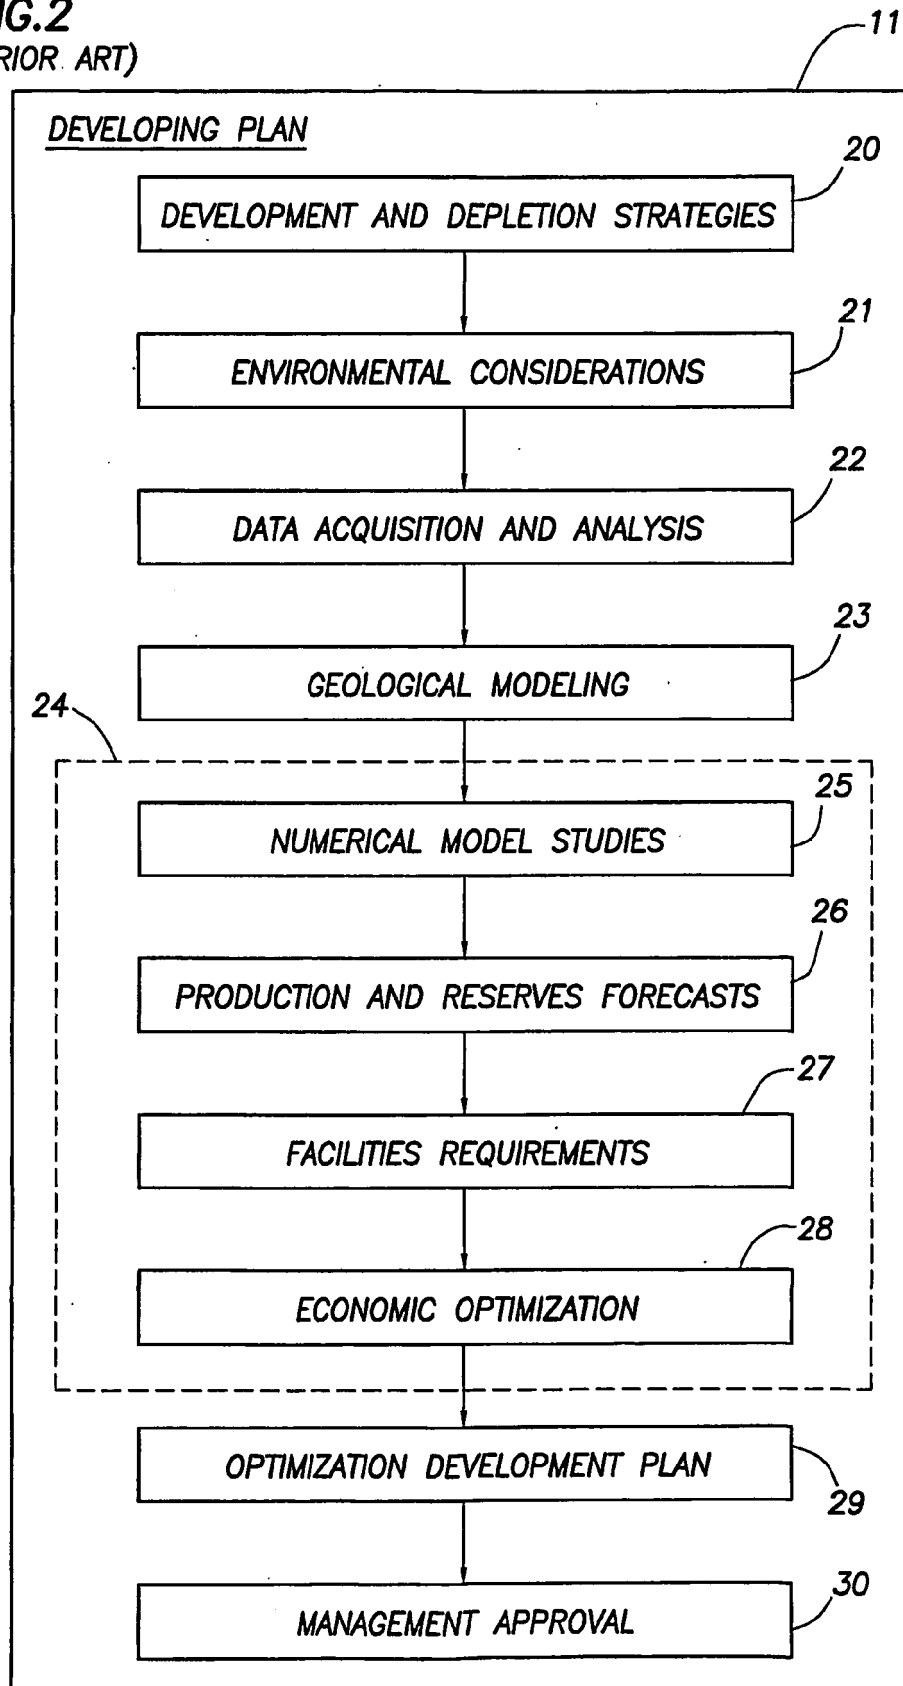 IG.2
RIOR ART)
11
DEVELOPING PLAN
20
DEVELOPMENT AND DEPLETION STRATEGIES
21
ENVIRONMENTAL CONSIDERATIONS
22
DATA ACQUISITION AND ANALYSIS
23
GEOLOGICAL MODELING
24
25
NUMERICAL MODEL STUDIES
26
PRODUCTION AND RESERVES FORECASTS
27
FACILITIES REQUIREMENTS
28
ECONOMIC OPTIMIZATION
OPTIMIZATION DEVELOPMENT PLAN
29
30
MANAGEMENT APPROVAL